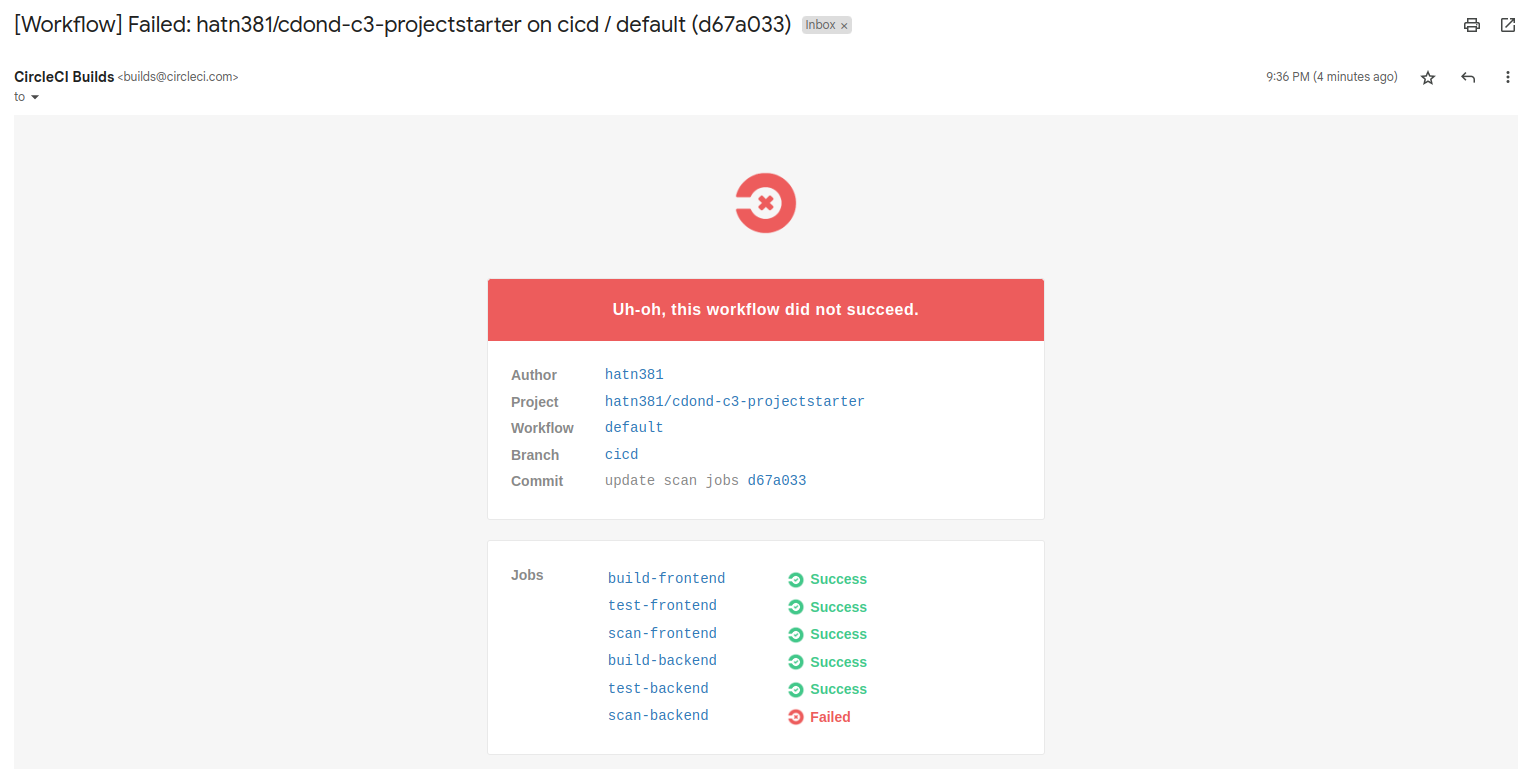 [Workflow] Failed: hatn381/cdond-c3-projectstarter on cicd / default (d67a033) Inbox ×
CircleCI Builds <builds@circleci.com> 9:36 PM (4 minutes ago)
to
Uh-oh, this workflow did not succeed.
Author hatn381
Project hatn381/cdond-c3-projectstarter
Workflow default
Branch cicd
Commit update scan jobs d67a033
Jobs build-frontend Success
test-frontend Success
scan-frontend Success
build-backend Success
test-backend Success
scan-backend Failed